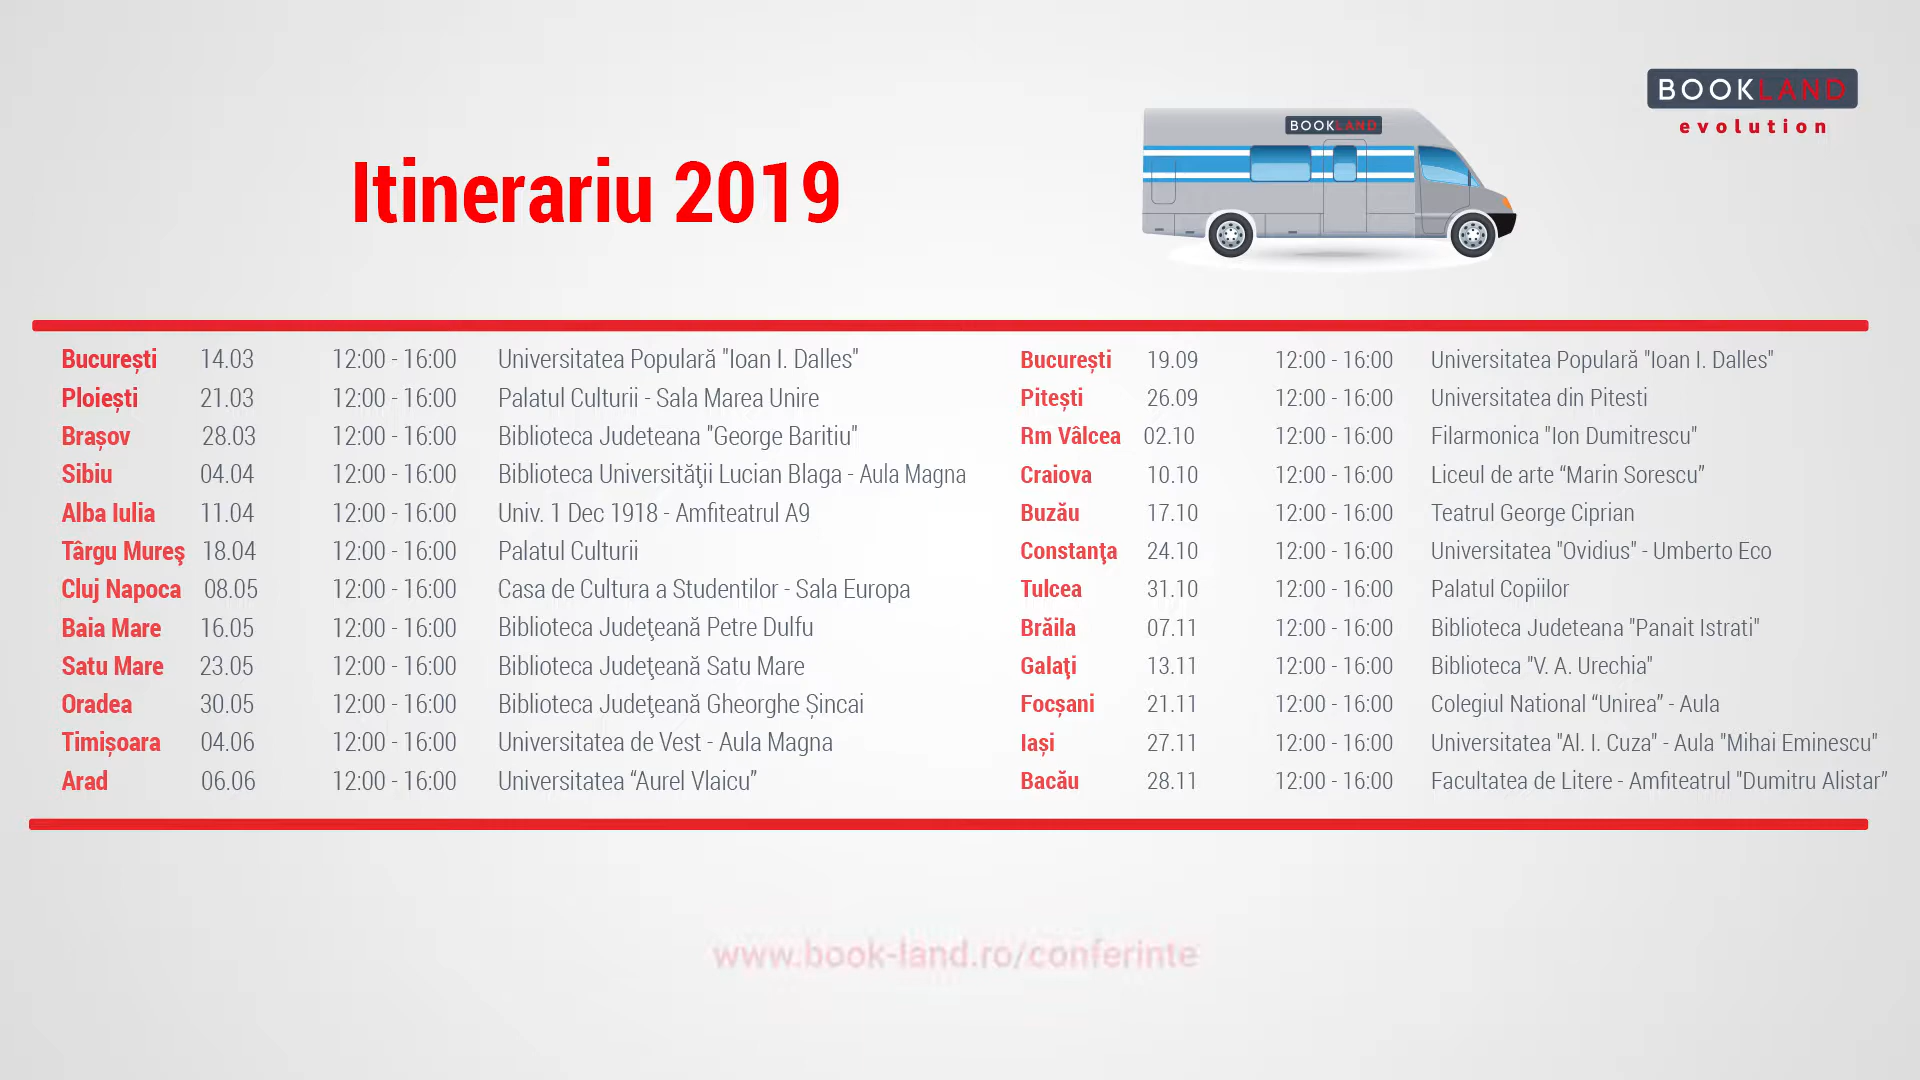 BOOKLAND
evolution
BOOKLAND
Itinerariu 2019
București 14.03 12:00 - 16:00 Universitatea Populară "Ioan I. Dalles"
Ploiești 21.03 12:00 - 16:00 Palatul Culturii - Sala Marea Unire
Brașov 28.03 12:00 - 16:00 Biblioteca Judeteana "George Baritiu"
Sibiu 04.04 12:00 - 16:00 Biblioteca Universităţii Lucian Blaga - Aula Magna
Alba Iulia 11.04 12:00 - 16:00 Univ. 1 Dec 1918 - Amfiteatrul A9
Târgu Mureş 18.04 12:00 - 16:00 Palatul Culturii
Cluj Napoca 08.05 12:00 - 16:00 Casa de Cultura a Studentilor - Sala Europa
Baia Mare 16.05 12:00 - 16:00 Biblioteca Judeţeană Petre Dulfu
Satu Mare 23.05 12:00 - 16:00 Biblioteca Judeţeană Satu Mare
Oradea 30.05 12:00 - 16:00 Biblioteca Judeţeană Gheorghe Șincai
Timișoara 04.06 12:00 - 16:00 Universitatea de Vest - Aula Magna
Arad 06.06 12:00 - 16:00 Universitatea “Aurel Vlaicu”
București 19.09 12:00 - 16:00 Universitatea Populară "Ioan I. Dalles"
Pitești 26.09 12:00 - 16:00 Universitatea din Pitesti
Rm Vâlcea 02.10 12:00 - 16:00 Filarmonica "Ion Dumitrescu"
Craiova 10.10 12:00 - 16:00 Liceul de arte “Marin Sorescu”
Buzău 17.10 12:00 - 16:00 Teatrul George Ciprian
Constanţa 24.10 12:00 - 16:00 Universitatea "Ovidius" - Umberto Eco
Tulcea 31.10 12:00 - 16:00 Palatul Copiilor
Brăila 07.11 12:00 - 16:00 Biblioteca Judeteana "Panait Istrati"
Galaţi 13.11 12:00 - 16:00 Biblioteca "V. A. Urechia"
Focșani 21.11 12:00 - 16:00 Colegiul National “Unirea” - Aula
Iași 27.11 12:00 - 16:00 Universitatea "Al. I. Cuza" - Aula "Mihai Eminescu"
Bacău 28.11 12:00 - 16:00 Facultatea de Litere - Amfiteatrul "Dumitru Alistar”
www.book-land.ro/conferinte